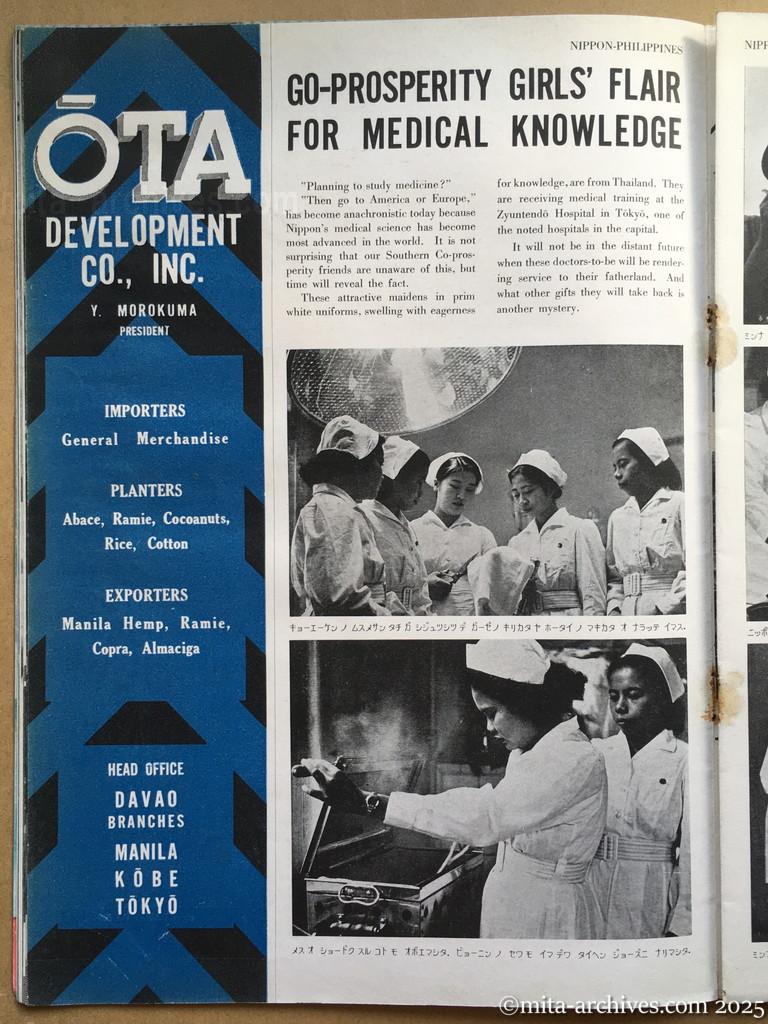 ŌTA
DEVELOPMENT
CO., INC.
Y. MOROKUMA
PRESIDENT
IMPORTERS
General Merchandise
PLANTERS
Abace, Ramie, Cocoanuts,
Rice, Cotton
EXPORTERS
Manila Hemp, Ramie,
Copra, Almaciga
HEAD OFFICE
DAVAO
BRANCHES
MANILA
KŌBE
TŌKYŌ
NIPPON-PHILIPPINES
GO-PROSPERITY GIRLS' FLAIR
FOR MEDICAL KNOWLEDGE
"Planning to study medicine?"
"Then go to America or Europe,"
has become anachronistic today because
Nippon's medical science has become
most advanced in the world. It is not
surprising that our Southern Co-pros-
perity friends are unaware of this, but
time will reveal the fact.
These attractive maidens in prim
white uniforms, swelling with eagerness
for knowledge, are from Thailand. They
are receiving medical training at the
Zyuntendō Hospital in Tōkyō, one of
the noted hospitals in the capital.
It will not be in the distant future
when these doctors-to-be will be render-
ing service to their fatherland. And
what other gifts they will take back is
another mystery.
キョーエーケン ノ ムスメサン タチ ガ シジュツシツ デ ガーゼノ キリカタ ヤ ホータイ ノ マキカタ オ ナラッテ イマス.
メス オ ショードク スル コト モ オボエマシタ. ビョーニン ノ セワ モ イマ デワ タイヘン ジョーズニ ナリマシタ.
NIPP
ミンナ
ニッポ
ミン
©mita-archives.com 2025